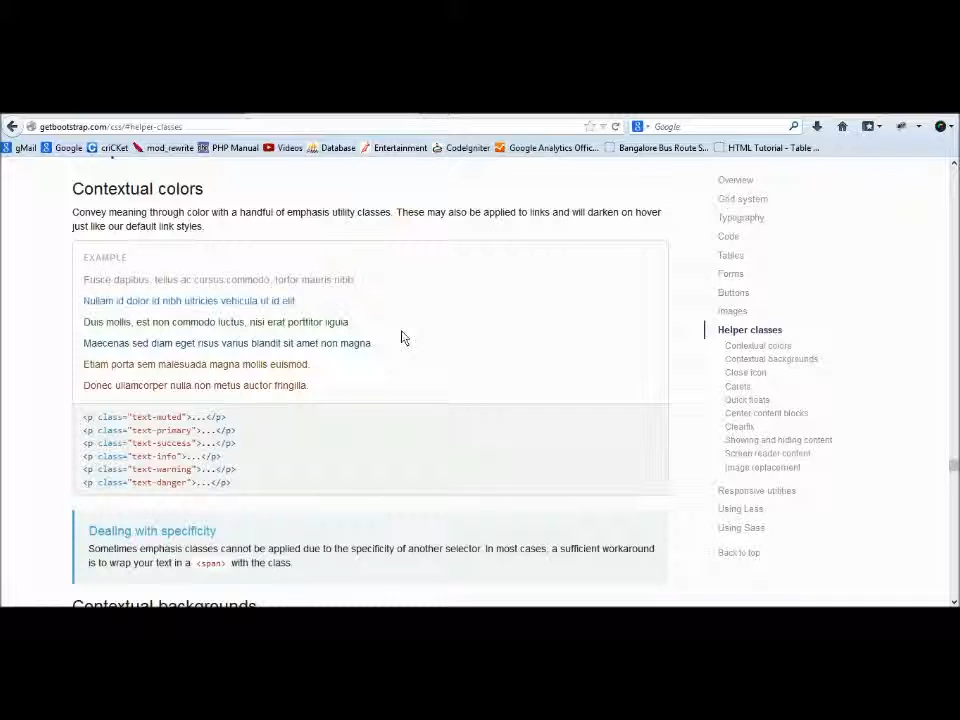 getbootstrap.com/css/#helper-classes
Google
gMail Google criCKet mod_rewrite PHP Manual Videos Database Entertainment CodeIgniter Google Analytics Offic... Bangalore Bus Route S... HTML Tutorial - Table ...
Contextual colors
Convey meaning through color with a handful of emphasis utility classes. These may also be applied to links and will darken on hover
just like our default link styles.
EXAMPLE
Fusce dapibus, tellus ac cursus commodo, tortor mauris nibh.
Nullam id dolor id nibh ultricies vehicula ut id elit.
Duis mollis, est non commodo luctus, nisi erat porttitor ligula.
Maecenas sed diam eget risus varius blandit sit amet non magna.
Etiam porta sem malesuada magna mollis euismod.
Donec ullamcorper nulla non metus auctor fringilla.
<p class="text-muted">...</p>
<p class="text-primary">...</p>
<p class="text-success">...</p>
<p class="text-info">...</p>
<p class="text-warning">...</p>
<p class="text-danger">...</p>
Dealing with specificity
Sometimes emphasis classes cannot be applied due to the specificity of another selector. In most cases, a sufficient workaround
is to wrap your text in a <span> with the class.
Contextual backgrounds
Overview
Grid system
Typography
Code
Tables
Forms
Buttons
Images
Helper classes
Contextual colors
Contextual backgrounds
Close icon
Carets
Quick floats
Center content blocks
Clearfix
Showing and hiding content
Screen reader content
Image replacement
Responsive utilities
Using Less
Using Sass
Back to top